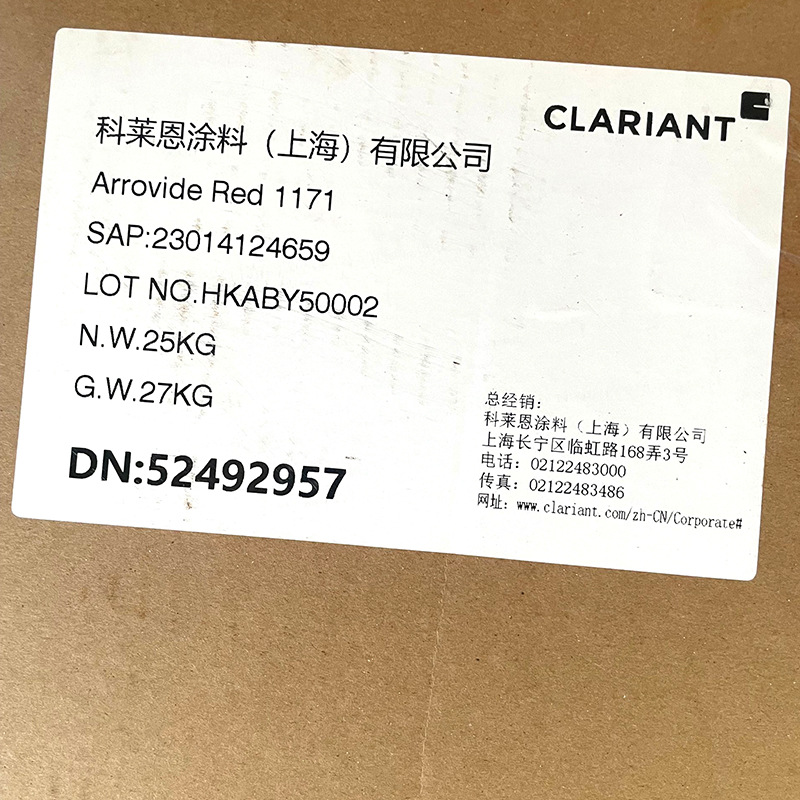 CLARIANT
科莱恩涂料（上海）有限公司
Arrovide Red 1171
SAP:23014124659
LOT NO.HKABY50002
N.W.25KG
G.W.27KG
DN:52492957
总经销：
科莱恩涂料（上海）有限公司
上海长宁区临虹路168弄3号
电话：02122483000
传真：02122483486
网址：www.clariant.com/zh-CN/Corporate#